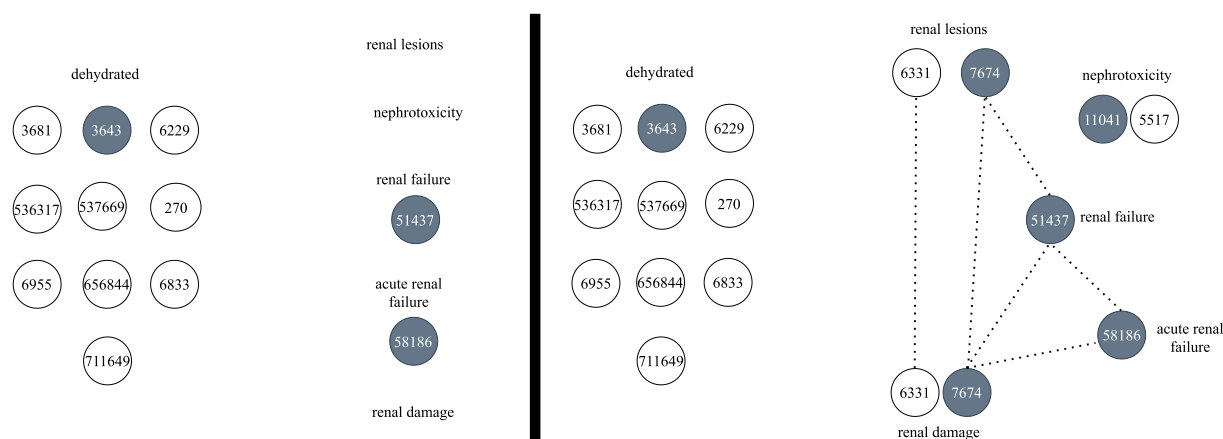 dehydrated
3681
3643
6229
536317
537669
270
6955
656844
6833
711649
renal lesions
nephrotoxicity
renal failure
51437
acute renal
failure
58186
renal damage
dehydrated
3681
3643
6229
536317
537669
270
6955
656844
6833
711649
renal lesions
6331
7674
nephrotoxicity
11041
5517
51437
renal failure
58186
acute renal
failure
6331
7674
renal damage